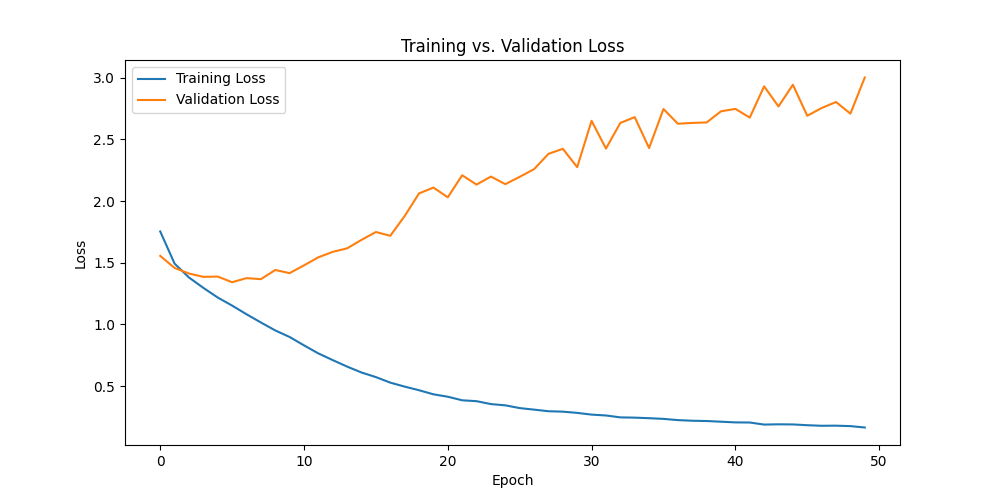 Training vs. Validation Loss
Training Loss
Validation Loss
3.0
2.5
2.0
1.5
1.0
0.5
Loss
0 10 20 30 40 50
Epoch